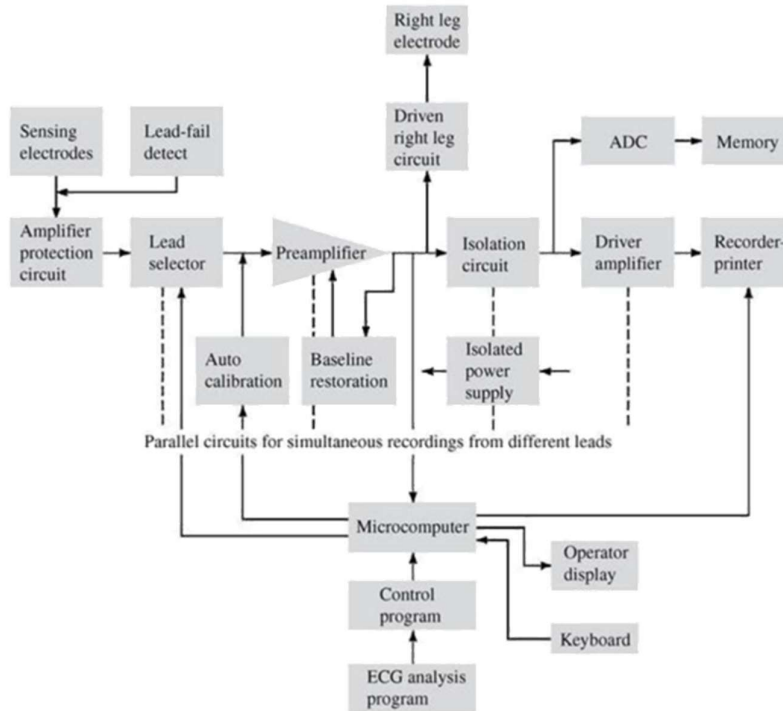 Right leg
electrode
Sensing
electrodes
Lead-fail
detect
Driven
right leg
circuit
ADC
Memory
Amplifier
protection
circuit
Lead
selector
Preamplifier
Isolation
circuit
Driver
amplifier
Recorder-
printer
Auto
calibration
Baseline
restoration
Isolated
power
supply
Parallel circuits for simultaneous recordings from different leads
Microcomputer
Operator
display
Control
program
Keyboard
ECG analysis
program